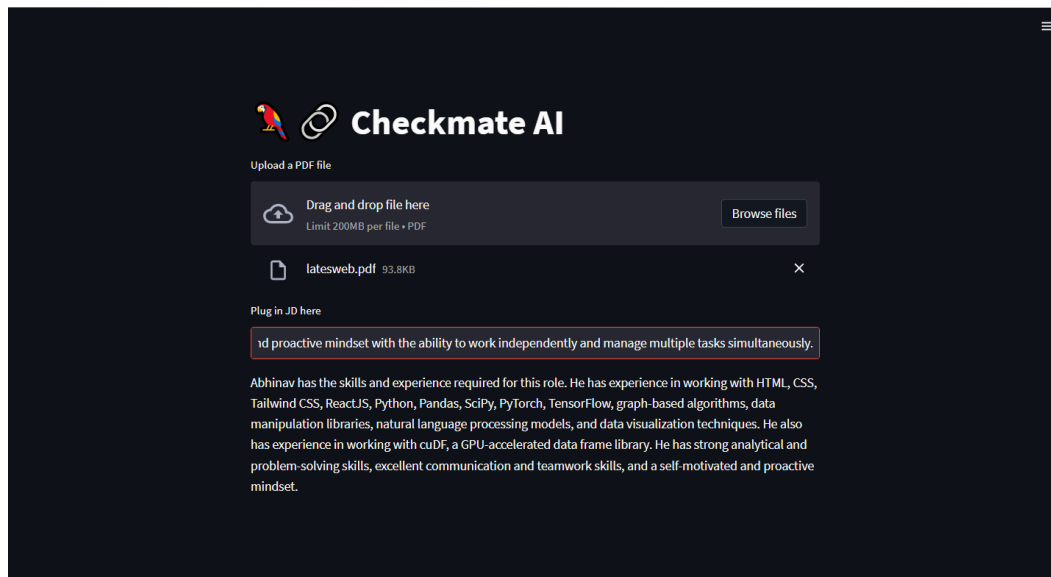 Checkmate AI
Upload a PDF file
Drag and drop file here
Limit 200MB per file • PDF
Browse files
latesweb.pdf 93.8KB
Plug in JD here
proactive mindset with the ability to work independently and manage multiple tasks simultaneously.
Abhinav has the skills and experience required for this role. He has experience in working with HTML, CSS,
Tailwind CSS, ReactJS, Python, Pandas, SciPy, PyTorch, TensorFlow, graph-based algorithms, data
manipulation libraries, natural language processing models, and data visualization techniques. He also
has experience in working with cuDF, a GPU-accelerated data frame library. He has strong analytical and
problem-solving skills, excellent communication and teamwork skills, and a self-motivated and proactive
mindset.